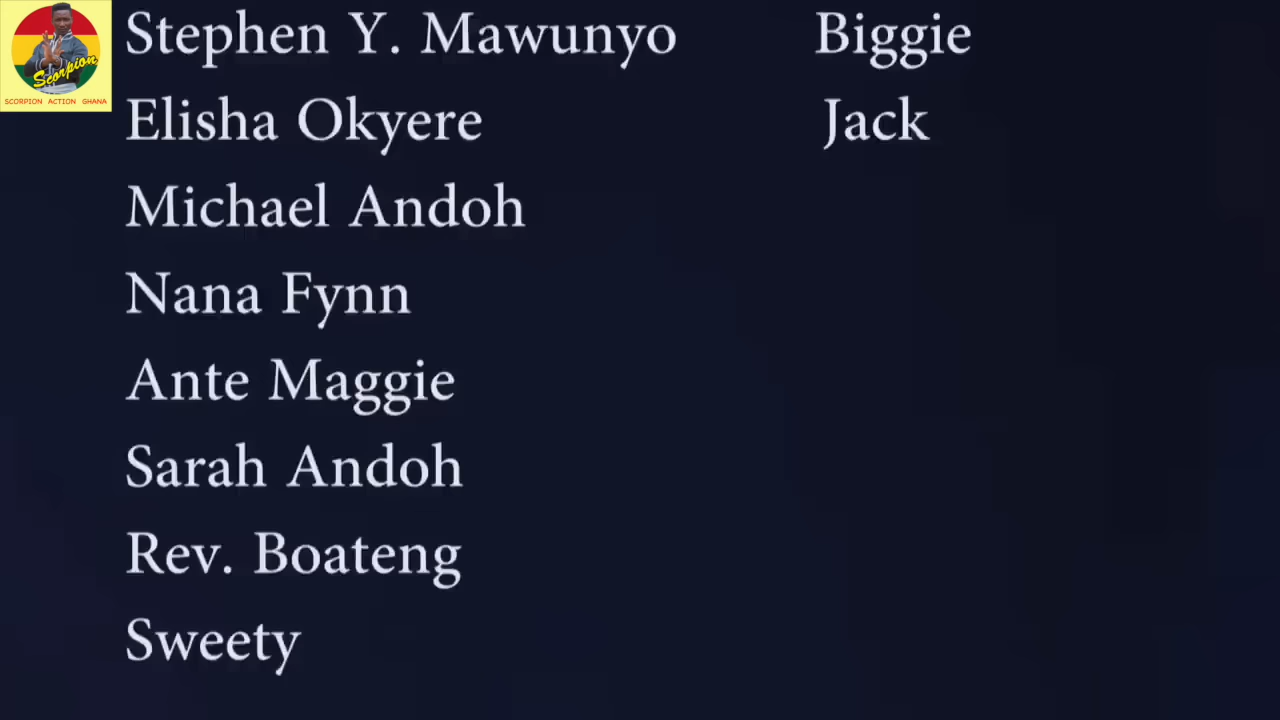 Scorpion
SCORPION ACTION GHANA
Stephen Y. Mawunyo Biggie
Elisha Okyere Jack
Michael Andoh
Nana Fynn
Ante Maggie
Sarah Andoh
Rev. Boateng
Sweety